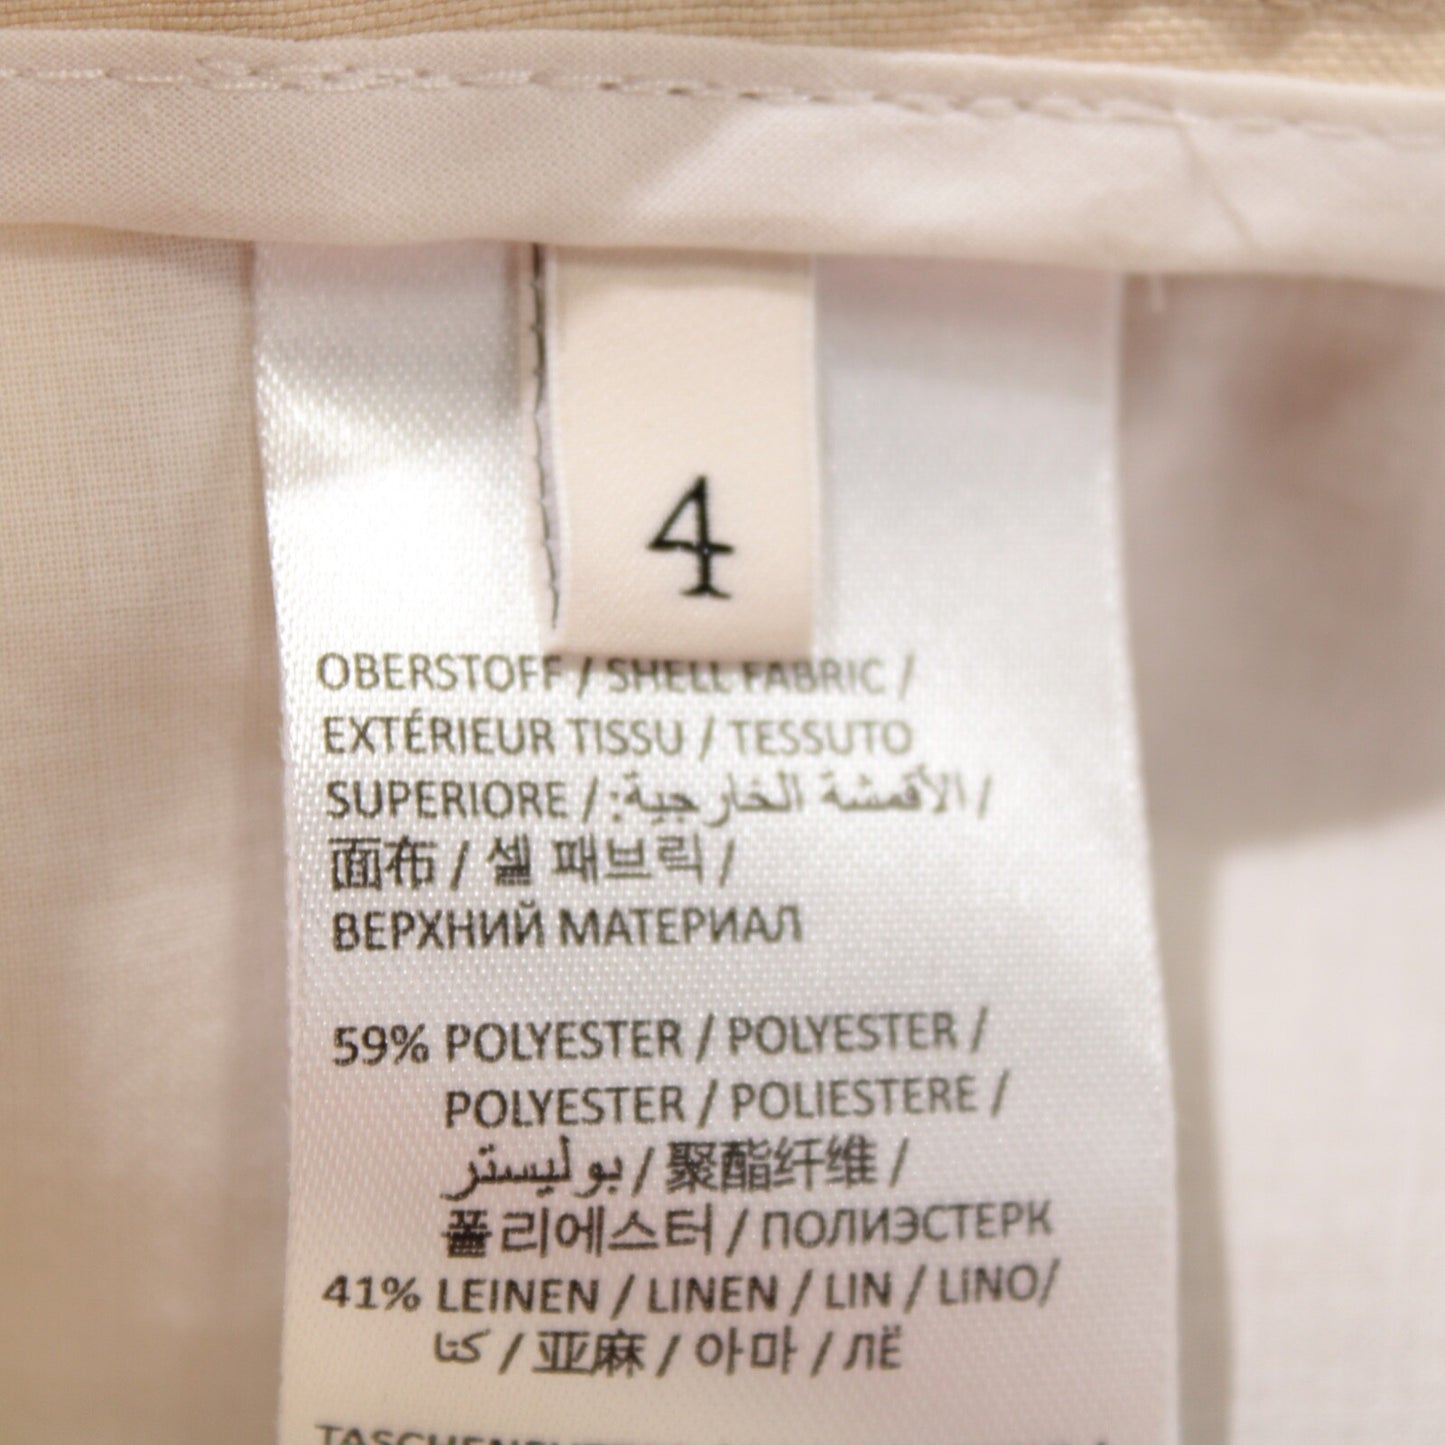 4
OBERSTOFF / SHELL FABRIC /
EXTÉRIEUR TISSU / TESSUTO
SUPERIORE / الأقمشة الخارجية: /
面布 / 셸 패브릭 /
ВЕРХНИЙ МАТЕРИАЛ
59% POLYESTER / POLYESTER /
POLYESTER / POLIESTERE /
بوليستر / 聚酯纤维 /
폴리에스터 / ПОЛИЭСТЕРК
41% LEINEN / LINEN / LIN / LINO/
كتا / 亚麻 / 아마 / ЛЁ